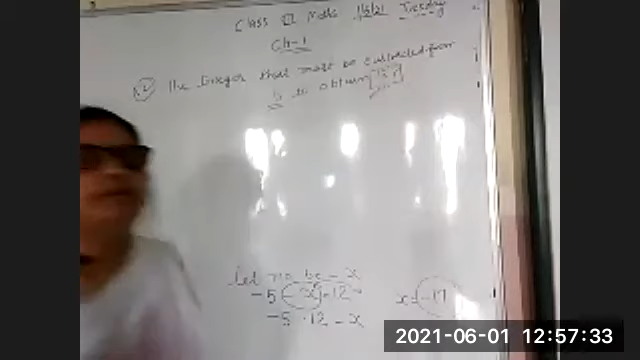 Class VII Maths 1/6/21 Tuesday
Ch-1
The Integer that must be subtracted from
-5 to obtain 12
Let no be - x
-5 - x = 12
x = -17
-5 -12 - x
2021-06-01 12:57:33